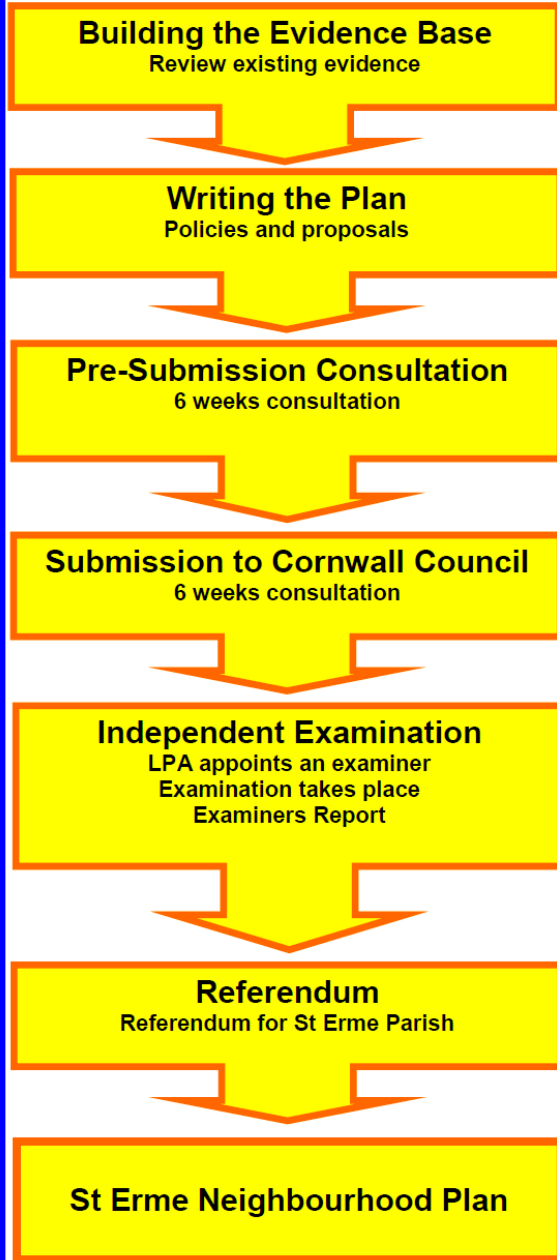 Building the Evidence Base
Review existing evidence
Writing the Plan
Policies and proposals
Pre-Submission Consultation
6 weeks consultation
Submission to Cornwall Council
6 weeks consultation
Independent Examination
LPA appoints an examiner
Examination takes place
Examiners Report
Referendum
Referendum for St Erme Parish
St Erme Neighbourhood Plan